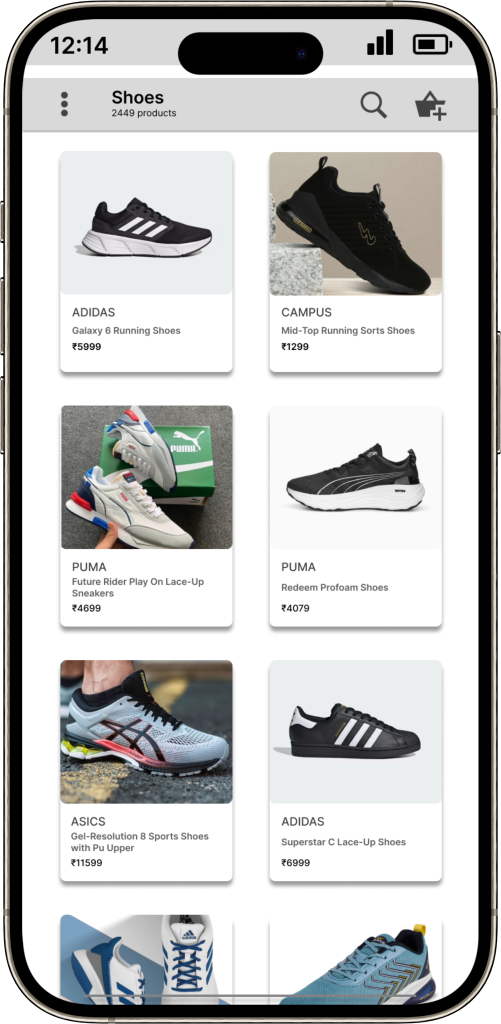 12:14
Shoes
2449 products
ADIDAS
Galaxy 6 Running Shoes
₹5999
CAMPUS
Mid-Top Running Sorts Shoes
₹1299
PUMA
PUMA
Future Rider Play On Lace-Up
Sneakers
₹4699
PUMA
Redeem Profoam Shoes
₹4079
ASICS
Gel-Resolution 8 Sports Shoes
with Pu Upper
₹11599
ADIDAS
Superstar C Lace-Up Shoes
₹6999